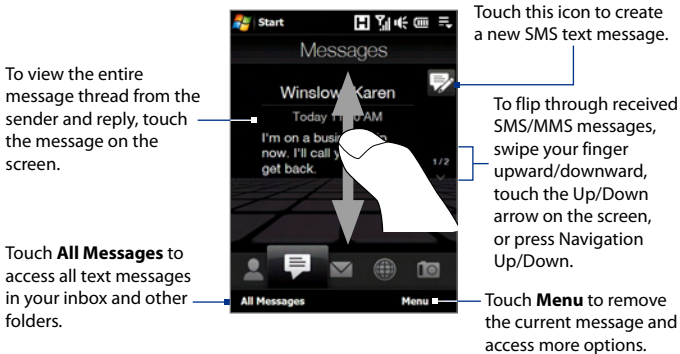 Touch this icon to create
a new SMS text message.
To view the entire
message thread from the
sender and reply, touch
the message on the
screen.
Start
Messages
Winslow, Karen
Today AM
I'm on a
now. I'll call
get back.
1/2
To flip through received
SMS/MMS messages,
swipe your finger
upward/downward,
touch the Up/Down
arrow on the screen,
or press Navigation
Up/Down.
Touch All Messages to
access all text messages
in your inbox and other
folders.
All Messages
Menu
Touch Menu to remove
the current message and
access more options.